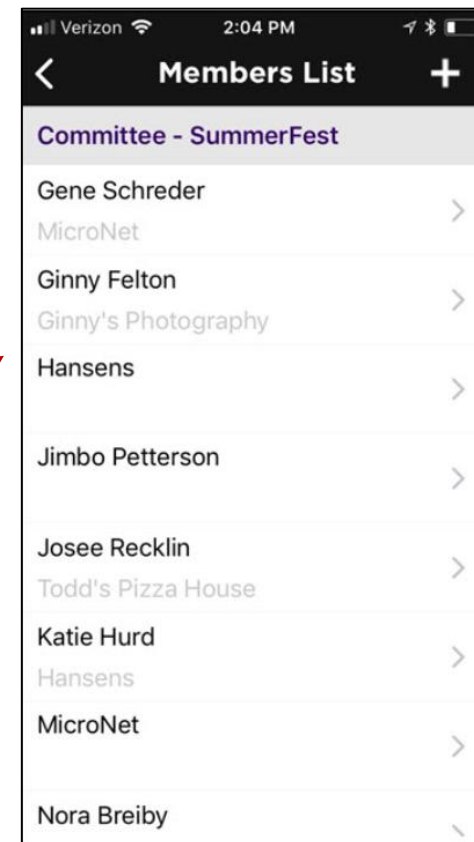 Verizon 2:04 PM
Members List +
Committee - SummerFest
Gene Schreder
MicroNet
Ginny Felton
Ginny's Photography
Hansens
Jimbo Petterson
Josee Recklin
Todd's Pizza House
Katie Hurd
Hansens
MicroNet
Nora Breiby